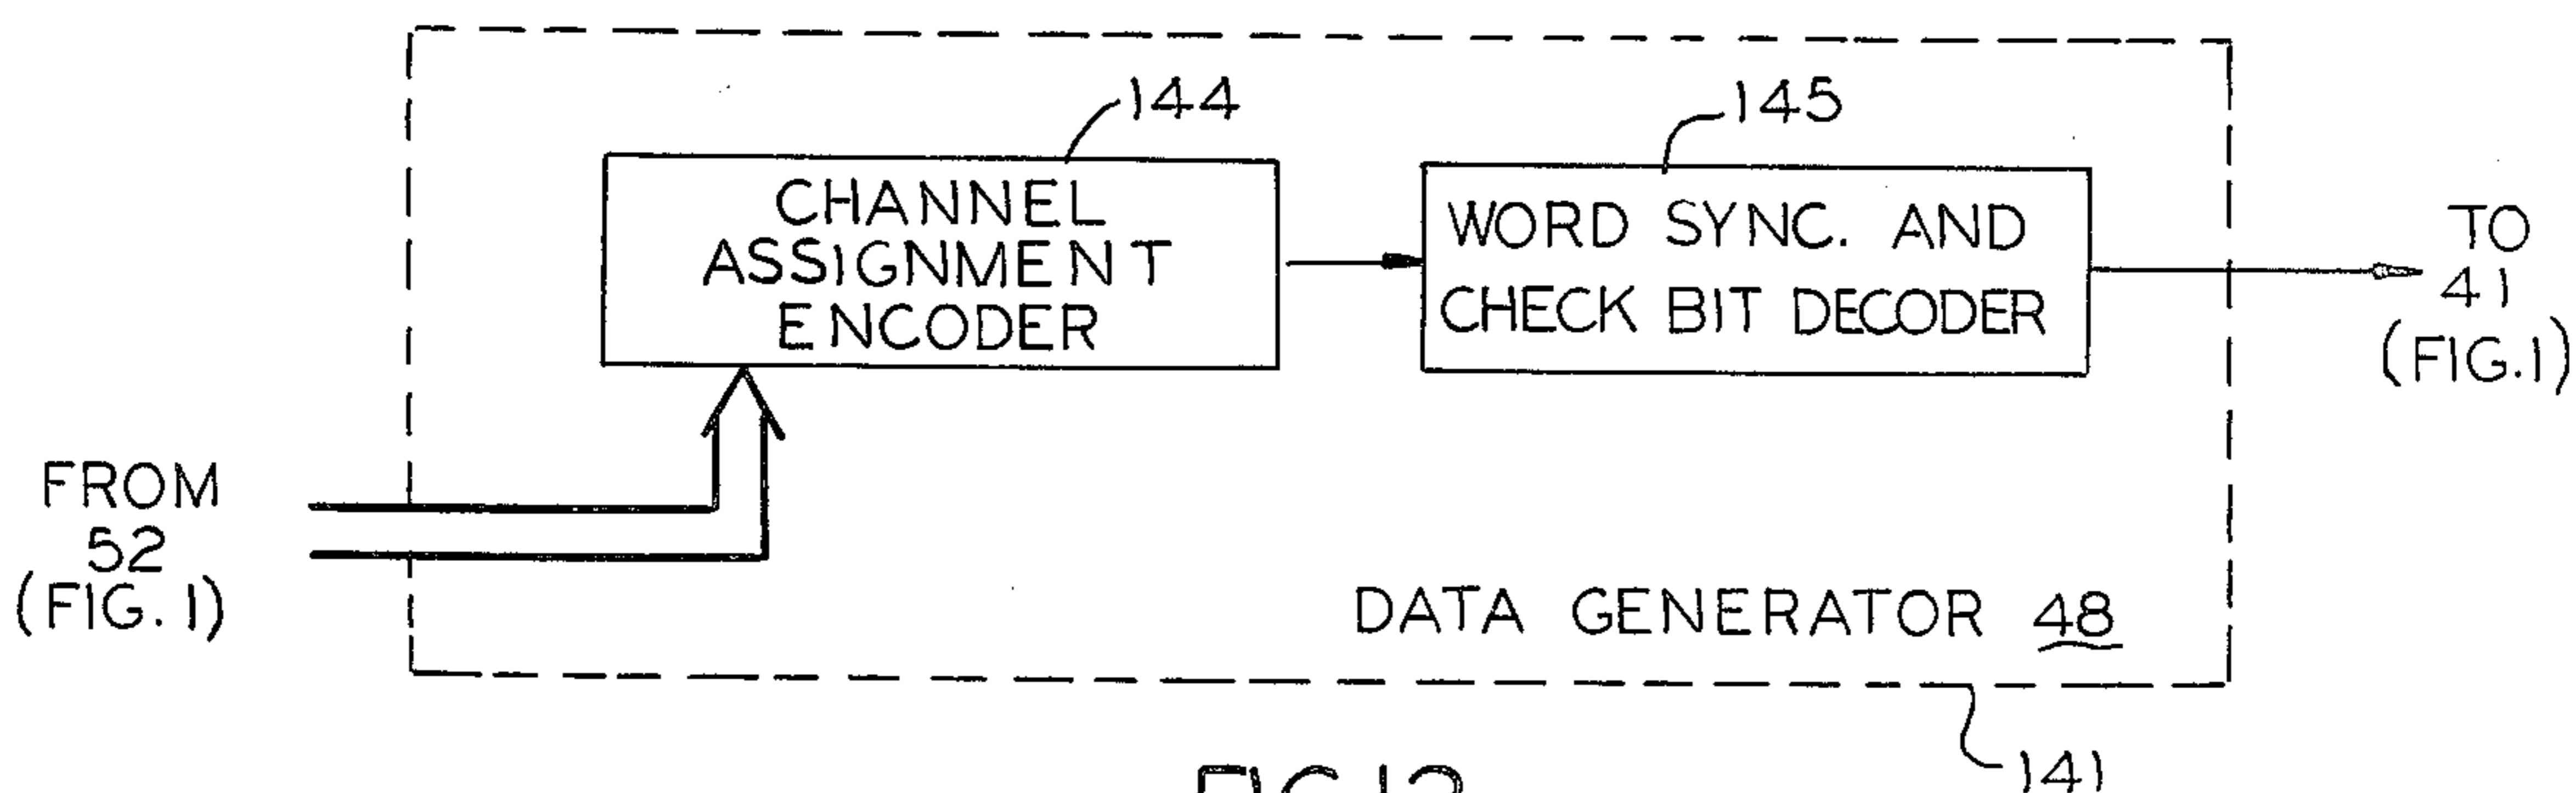 144
145
CHANNEL
ASSIGNMENT
ENCODER
WORD SYNC. AND
CHECK BIT DECODER
TO
41
(FIG.1)
FROM
52
(FIG. 1)
DATA GENERATOR 48
141